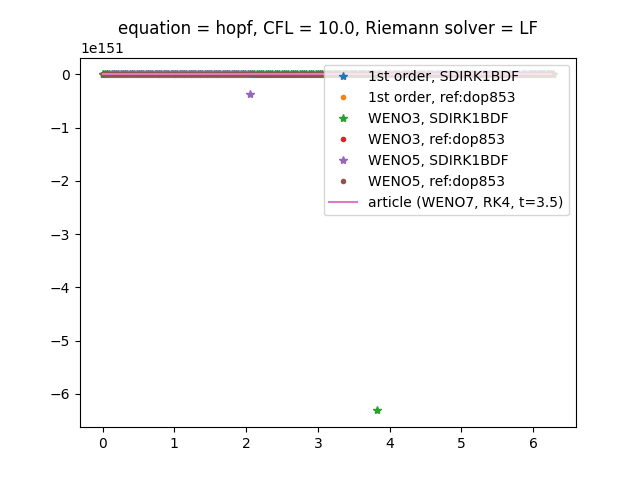 equation = hopf, CFL = 10.0, Riemann solver = LF
1e151
0
−1
−2
−3
−4
−5
−6
1st order, SDIRK1BDF
1st order, ref:dop853
WENO3, SDIRK1BDF
WENO3, ref:dop853
WENO5, SDIRK1BDF
WENO5, ref:dop853
article (WENO7, RK4, t=3.5)
0 1 2 3 4 5 6